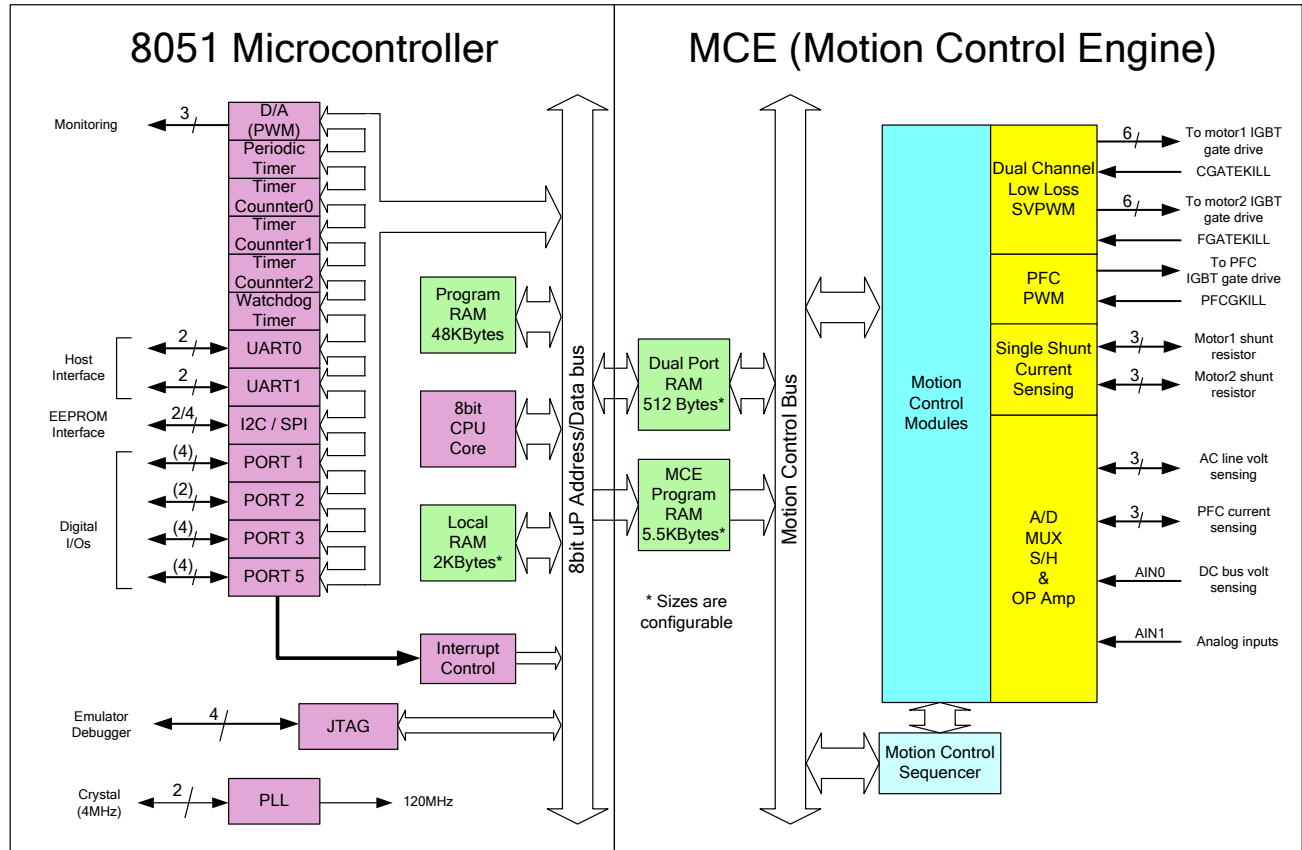 8051 Microcontroller
MCE (Motion Control Engine)
Monitoring
3
D/A
(PWM)
Periodic
Timer
Timer
Counnter0
Timer
Counnter1
Timer
Counnter2
Watchdog
Timer
Host
Interface
2
UART0
2
UART1
EEPROM
Interface
2/4
I2C / SPI
Digital
I/Os
(4)
PORT 1
(2)
PORT 2
(4)
PORT 3
(4)
PORT 5
Program
RAM
48KBytes
8bit
CPU
Core
Local
RAM
2KBytes*
Interrupt
Control
Emulator
Debugger
4
JTAG
Crystal
(4MHz)
2
PLL
120MHz
8bit uP Address/Data bus
Dual Port
RAM
512 Bytes*
MCE
Program
RAM
5.5KBytes*
* Sizes are
configurable
Motion Control Bus
Motion
Control
Modules
Motion Control
Sequencer
Dual Channel
Low Loss
SVPWM
PFC
PWM
Single Shunt
Current
Sensing
A/D
MUX
S/H
&
OP Amp
6
To motor1 IGBT
gate drive
CGATEKILL
6
To motor2 IGBT
gate drive
FGATEKILL
To PFC
IGBT gate drive
PFCGKILL
3
Motor1 shunt
resistor
3
Motor2 shunt
resistor
3
AC line volt
sensing
3
PFC current
sensing
AIN0
DC bus volt
sensing
AIN1
Analog inputs